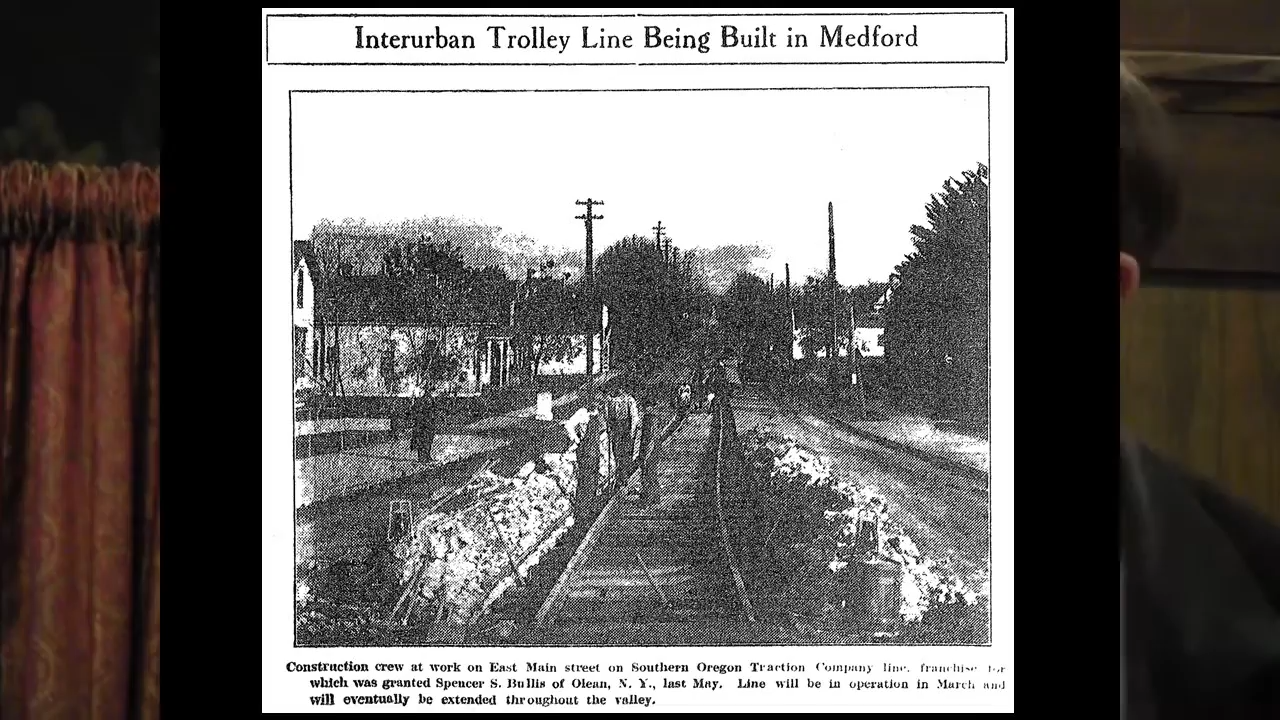 Interurban Trolley Line Being Built in Medford
Construction crew at work on East Main street on Southern Oregon Traction Company line, franchise for
which was granted Spencer S. Bullis of Olean, N. Y., last May. Line will be in operation in March and
will eventually be extended throughout the valley.